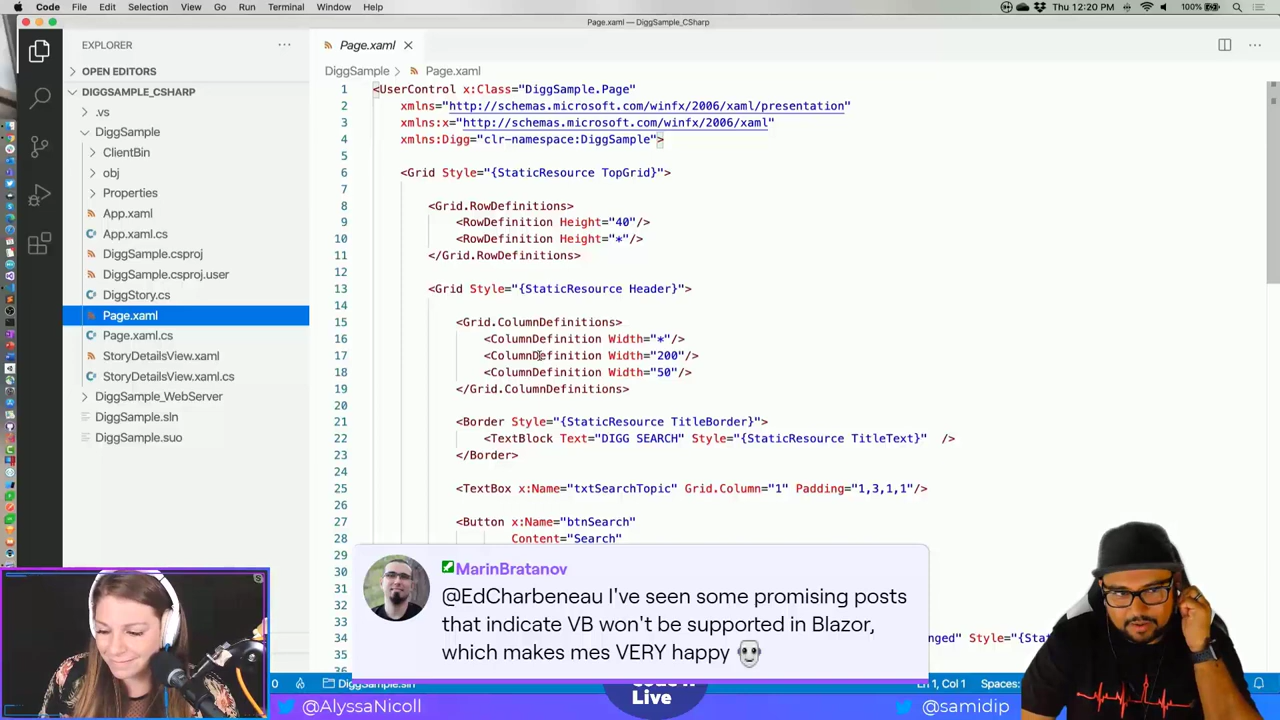 Code File Edit Selection View Go Run Terminal Window Help
100% Thu 12:20 PM
Page.xaml — DiggSample_CSharp
EXPLORER ···
OPEN EDITORS
DIGGSAMPLE_CSHARP
.vs
DiggSample
ClientBin
obj
Properties
App.xaml
App.xaml.cs
DiggSample.csproj
DiggSample.csproj.user
DiggStory.cs
Page.xaml
Page.xaml.cs
StoryDetailsView.xaml
StoryDetailsView.xaml.cs
DiggSample_WebServer
DiggSample.sln
DiggSample.suo
Page.xaml
DiggSample > Page.xaml
1 <UserControl x:Class="DiggSample.Page"
2 xmlns="http://schemas.microsoft.com/winfx/2006/xaml/presentation"
3 xmlns:x="http://schemas.microsoft.com/winfx/2006/xaml"
4 xmlns:Digg="clr-namespace:DiggSample">
5
6 <Grid Style="{StaticResource TopGrid}">
7
8 <Grid.RowDefinitions>
9 <RowDefinition Height="40"/>
10 <RowDefinition Height="*"/>
11 </Grid.RowDefinitions>
12
13 <Grid Style="{StaticResource Header}">
14
15 <Grid.ColumnDefinitions>
16 <ColumnDefinition Width="*"/>
17 <ColumnDefinition Width="200"/>
18 <ColumnDefinition Width="50"/>
19 </Grid.ColumnDefinitions>
20
21 <Border Style="{StaticResource TitleBorder}">
22 <TextBlock Text="DIGG SEARCH" Style="{StaticResource TitleText}" />
23 </Border>
24
25 <TextBox x:Name="txtSearchTopic" Grid.Column="1" Padding="1,3,1,1"/>
26
27 <Button x:Name="btnSearch"
28 Content="Search"
29
30
31
32
33
34
35
MarinBratanov
@EdCharbeneau I've seen some promising posts
that indicate VB won't be supported in Blazor,
which makes mes VERY happy
0 DiggSample.sln
Live
Ln 1, Col 1 Spaces:
@AlyssaNicoll
@samidip